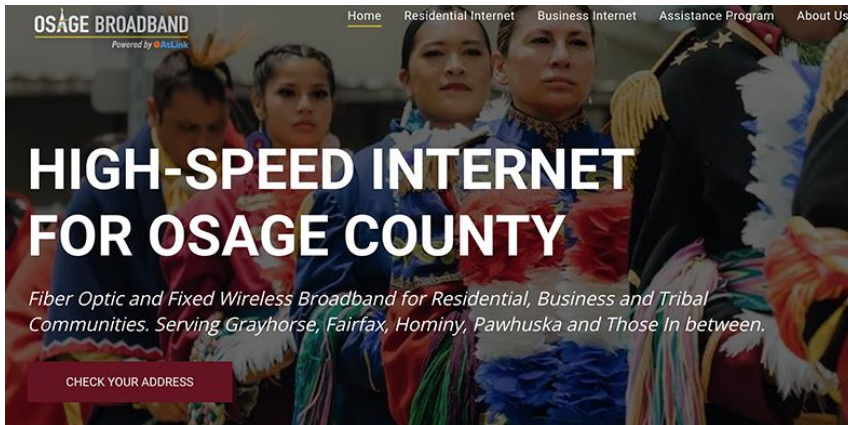 OSAGE BROADBAND
Powered by AtLink
Home Residential Internet Business Internet Assistance Program About Us
HIGH-SPEED INTERNET
FOR OSAGE COUNTY
Fiber Optic and Fixed Wireless Broadband for Residential, Business and Tribal
Communities. Serving Grayhorse, Fairfax, Hominy, Pawhuska and Those In between.
CHECK YOUR ADDRESS